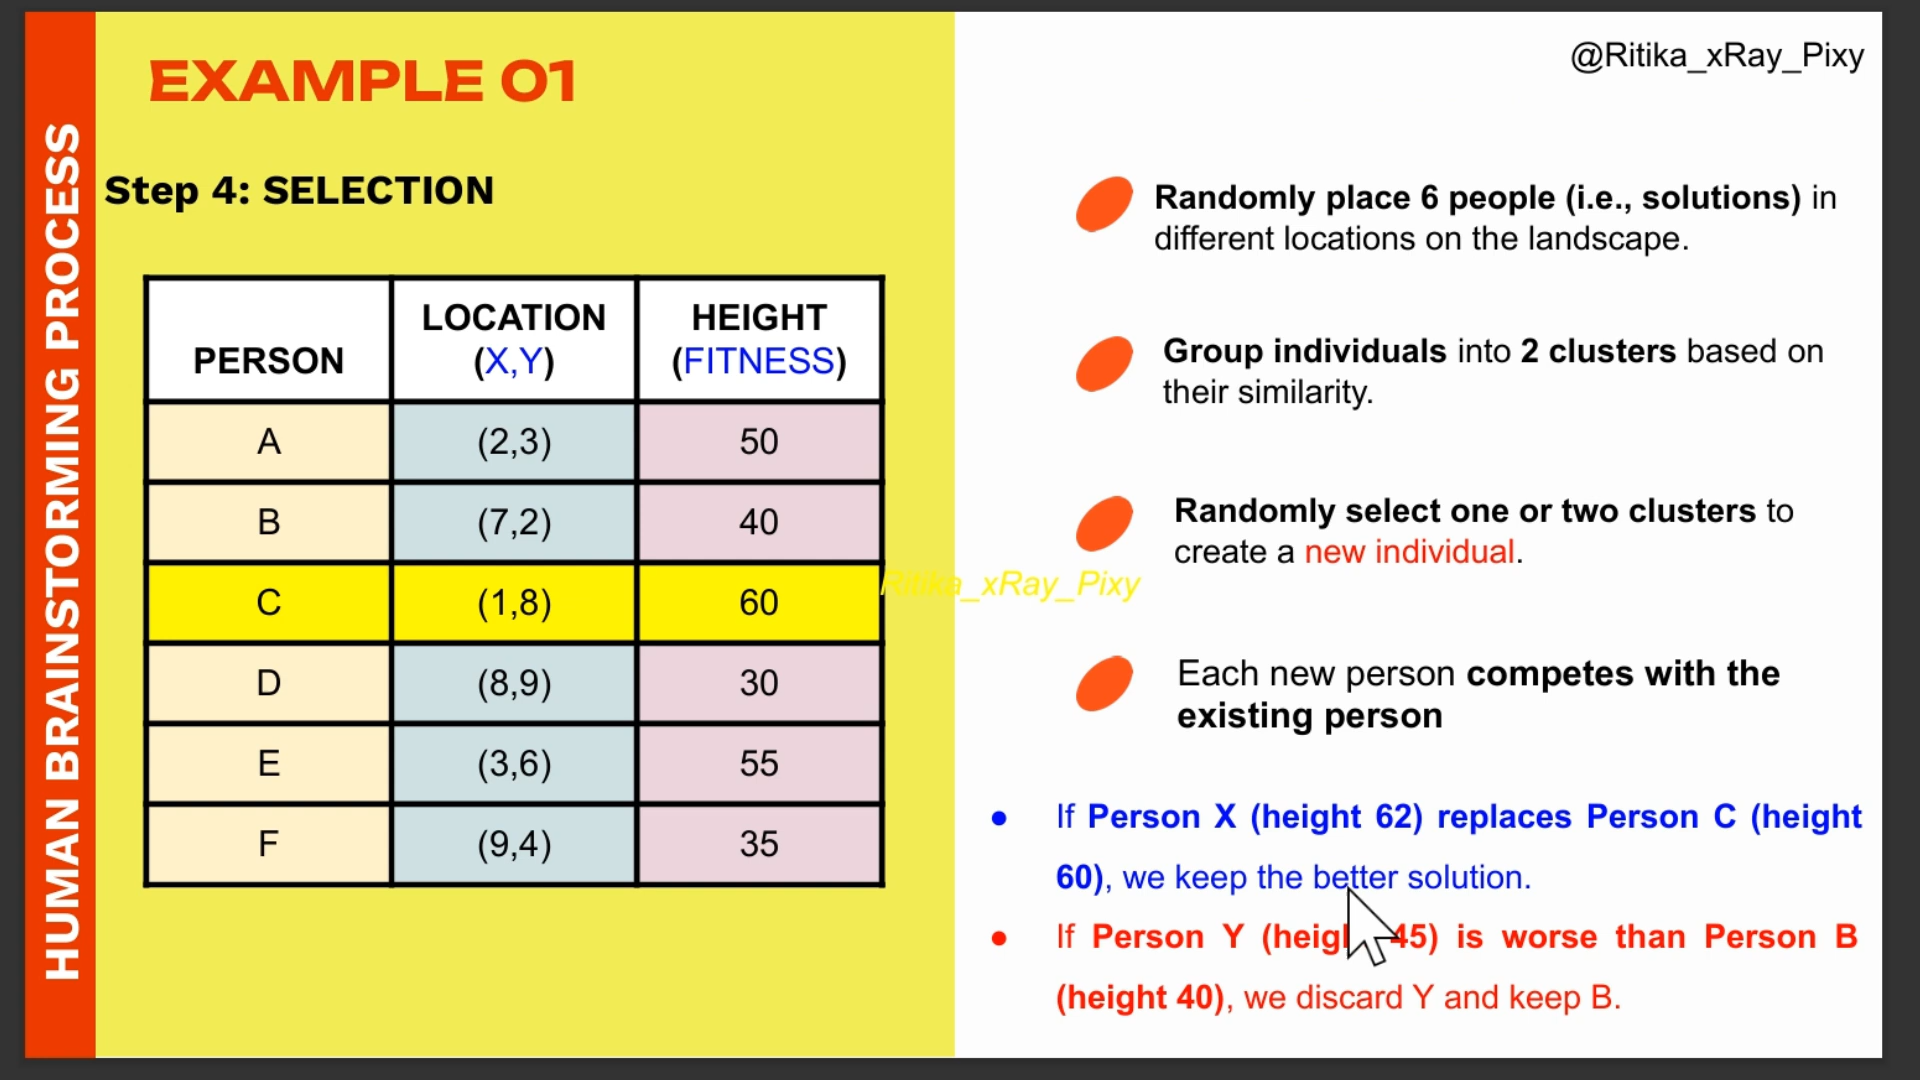 HUMAN BRAINSTORMING PROCESS
EXAMPLE 01
Step 4: SELECTION
PERSON LOCATION (X,Y) HEIGHT (FITNESS)
A (2,3) 50
B (7,2) 40
C (1,8) 60
D (8,9) 30
E (3,6) 55
F (9,4) 35
@Ritika_xRay_Pixy
Randomly place 6 people (i.e., solutions) in
different locations on the landscape.
Group individuals into 2 clusters based on
their similarity.
Randomly select one or two clusters to
create a new individual.
Ritika_xRay_Pixy
Each new person competes with the
existing person
If Person X (height 62) replaces Person C (height
60), we keep the better solution.
If Person Y (height 45) is worse than Person B
(height 40), we discard Y and keep B.